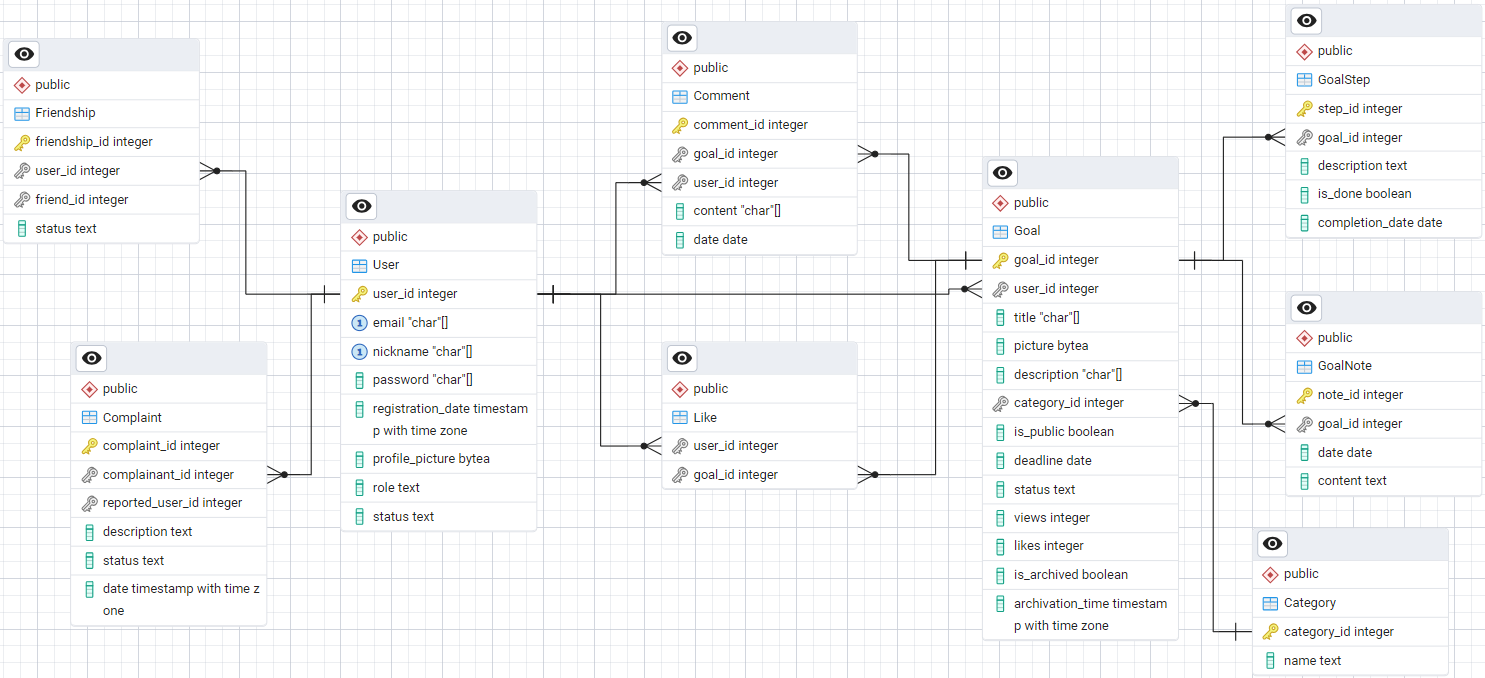 public
Friendship
friendship_id integer
user_id integer
friend_id integer
status text
public
Complaint
complaint_id integer
complainant_id integer
reported_user_id integer
description text
status text
date timestamp with time z
one
public
User
user_id integer
email "char"[]
nickname "char"[]
password "char"[]
registration_date timestam
p with time zone
profile_picture bytea
role text
status text
public
Comment
comment_id integer
goal_id integer
user_id integer
content "char"[]
date date
public
Like
user_id integer
goal_id integer
public
Goal
goal_id integer
user_id integer
title "char"[]
picture bytea
description "char"[]
category_id integer
is_public boolean
deadline date
status text
views integer
likes integer
is_archived boolean
archivation_time timestam
p with time zone
public
GoalStep
step_id integer
goal_id integer
description text
is_done boolean
completion_date date
public
GoalNote
note_id integer
goal_id integer
date date
content text
public
Category
category_id integer
name text